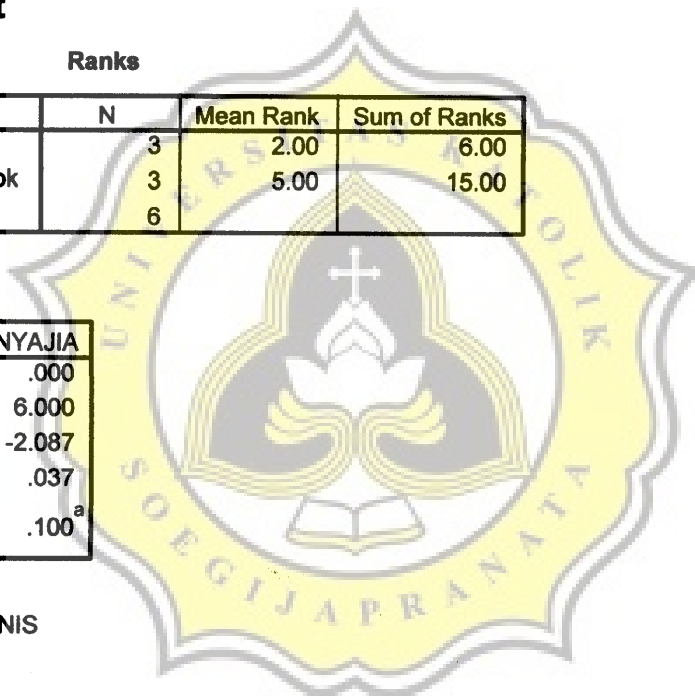 Ranks
N Mean Rank Sum of Ranks
3 2.00 6.00
ok 3 5.00 15.00
6
NYAJIA
.000
6.000
-2.087
.037
.100a
NIS
UNIVERSITAS KATOLIK
SOEGIJAPRANATA